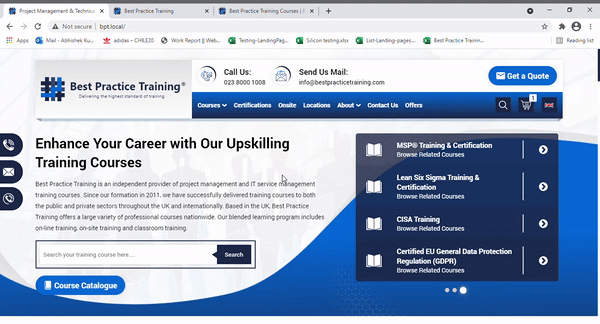 Project Management & Technic
Best Practice Training
Best Practice Training Courses | 
Not secure | bpt.local/
Apps
Mail - Abhishek Ku
adidas – CHILE20
Work Report || Web...
Testing-LandingPag...
Silicon testing.xlsx
List-Landing-pages....
Best Practice Trainin...
Reading list
Best Practice Training®
Delivering the highest standard of training
Call Us:
023 8000 1008
Send Us Mail:
info@bestpracticetraining.com
Get a Quote
Courses
Certifications
Onsite
Locations
About
Contact Us
Offers
1
Enhance Your Career with Our Upskilling
Training Courses
Best Practice Training is an independent provider of project management and IT service management
training courses. Since our formation in 2011, we have successfully delivered training courses to both
the public and private sectors throughout the UK and internationally. Based in the UK, Best Practice
Training offers a large variety of professional courses nationwide. Our blended learning program includes
on-line training, on-site training and classroom training.
Search your training course here....
Search
Course Catalogue
MSP® Training & Certification
Browse Related Courses
Lean Six Sigma Training &
Certification
Browse Related Courses
CISA Training
Browse Related Courses
Certified EU General Data Protection
Regulation (GDPR)
Browse Related Courses